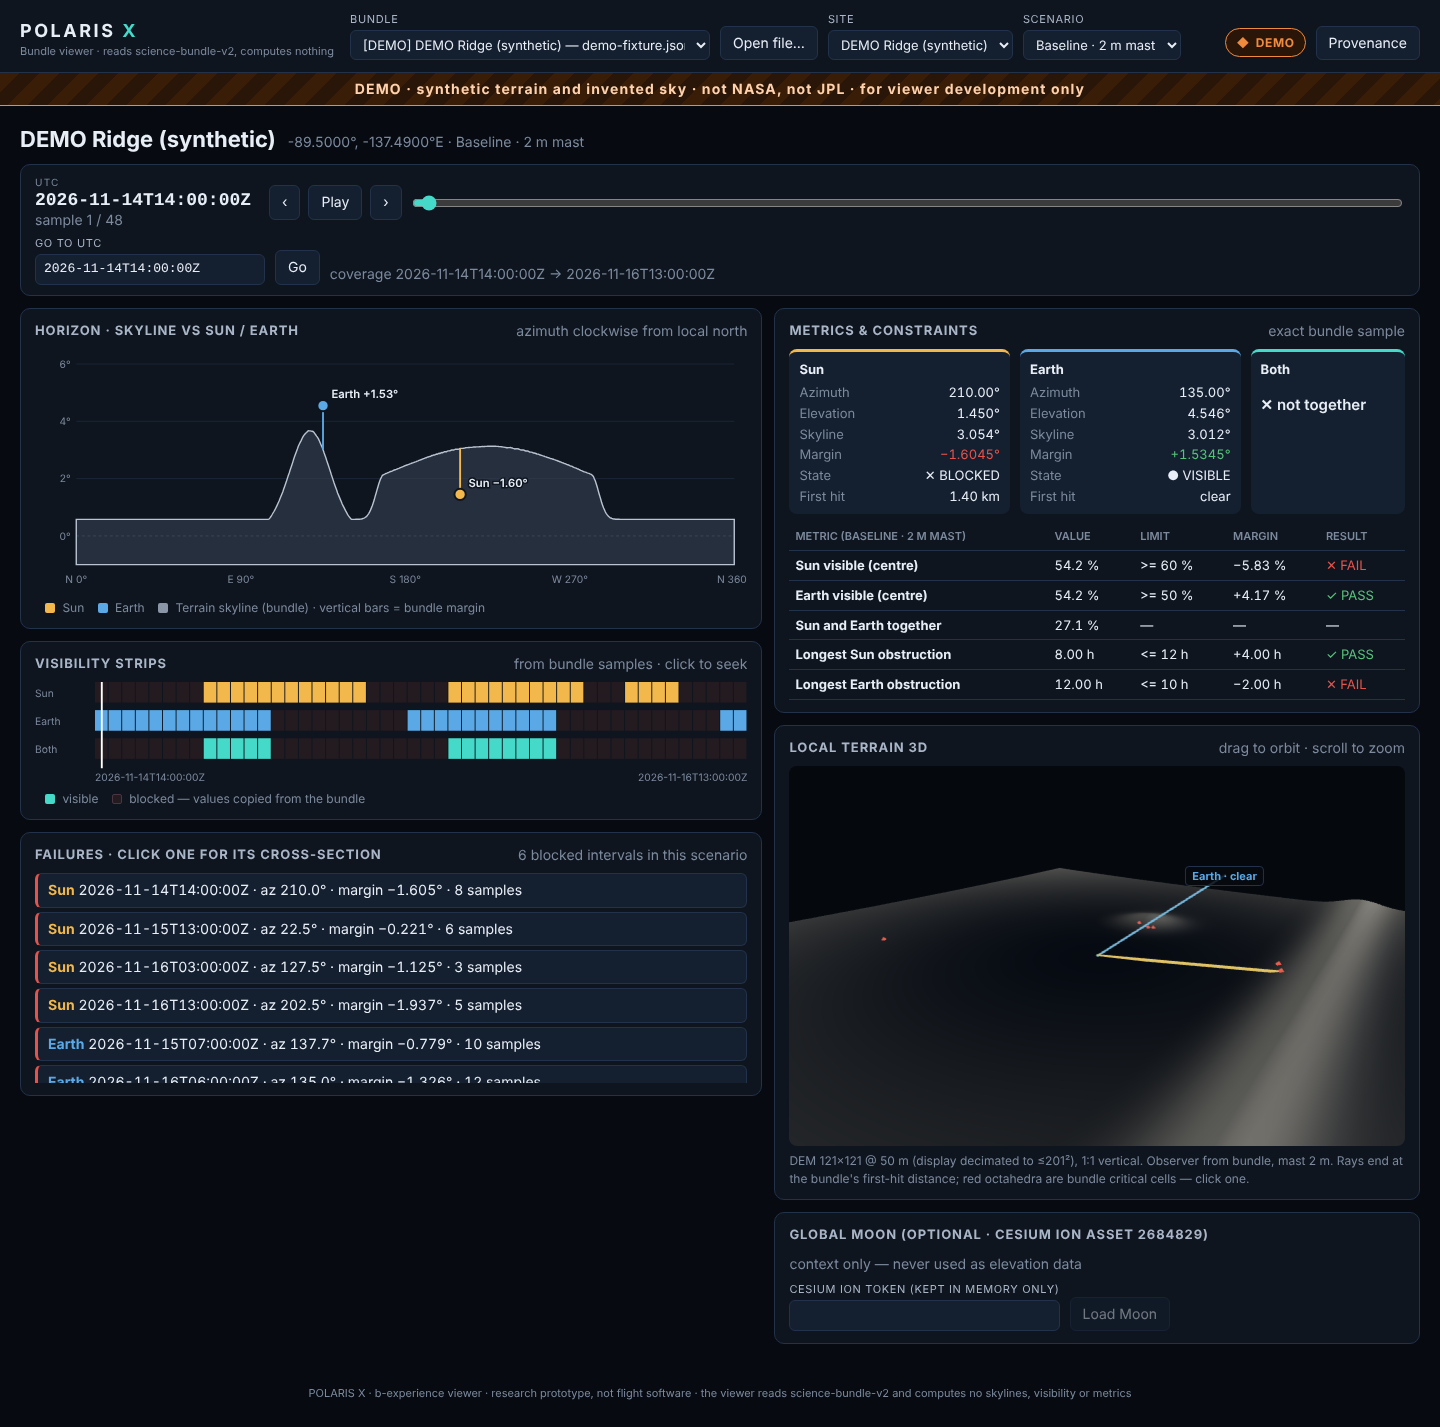 POLARIS X
Bundle viewer · reads science-bundle-v2, computes nothing
BUNDLE
[DEMO] DEMO Ridge (synthetic) — demo-fixture.json
Open file...
SITE
DEMO Ridge (synthetic)
SCENARIO
Baseline · 2 m mast
◆ DEMO
Provenance
DEMO · synthetic terrain and invented sky · not NASA, not JPL · for viewer development only
DEMO Ridge (synthetic) -89.5000°, -137.4900°E · Baseline · 2 m mast
UTC
2026-11-14T14:00:00Z
sample 1 / 48
‹
Play
›
GO TO UTC
2026-11-14T14:00:00Z
Go
coverage 2026-11-14T14:00:00Z → 2026-11-16T13:00:00Z
HORIZON · SKYLINE VS SUN / EARTH
azimuth clockwise from local north
6°
4°
2°
0°
Earth +1.53°
Sun −1.60°
N 0°
E 90°
S 180°
W 270°
N 360
Sun
Earth
Terrain skyline (bundle) · vertical bars = bundle margin
VISIBILITY STRIPS
from bundle samples · click to seek
Sun
Earth
Both
2026-11-14T14:00:00Z
2026-11-16T13:00:00Z
visible
blocked — values copied from the bundle
FAILURES · CLICK ONE FOR ITS CROSS-SECTION
6 blocked intervals in this scenario
Sun 2026-11-14T14:00:00Z · az 210.0° · margin −1.605° · 8 samples
Sun 2026-11-15T13:00:00Z · az 22.5° · margin −0.221° · 6 samples
Sun 2026-11-16T03:00:00Z · az 127.5° · margin −1.125° · 3 samples
Sun 2026-11-16T13:00:00Z · az 202.5° · margin −1.937° · 5 samples
Earth 2026-11-15T07:00:00Z · az 137.7° · margin −0.779° · 10 samples
Earth 2026-11-16T06:00:00Z · az 135.0° · margin −1.326° · 12 samples
METRICS & CONSTRAINTS
exact bundle sample
Sun
Azimuth 210.00°
Elevation 1.450°
Skyline 3.054°
Margin −1.6045°
State ✕ BLOCKED
First hit 1.40 km
Earth
Azimuth 135.00°
Elevation 4.546°
Skyline 3.012°
Margin +1.5345°
State ● VISIBLE
First hit clear
Both
✕ not together
METRIC (BASELINE · 2 M MAST) VALUE LIMIT MARGIN RESULT
Sun visible (centre) 54.2 % >= 60 % −5.83 % ✕ FAIL
Earth visible (centre) 54.2 % >= 50 % +4.17 % ✓ PASS
Sun and Earth together 27.1 % — — —
Longest Sun obstruction 8.00 h <= 12 h +4.00 h ✓ PASS
Longest Earth obstruction 12.00 h <= 10 h −2.00 h ✕ FAIL
LOCAL TERRAIN 3D
drag to orbit · scroll to zoom
Earth · clear
DEM 121×121 @ 50 m (display decimated to ≤201²), 1:1 vertical. Observer from bundle, mast 2 m. Rays end at
the bundle's first-hit distance; red octahedra are bundle critical cells — click one.
GLOBAL MOON (OPTIONAL · CESIUM ION ASSET 2684829)
context only — never used as elevation data
CESIUM ION TOKEN (KEPT IN MEMORY ONLY)
Load Moon
POLARIS X · b-experience viewer · research prototype, not flight software · the viewer reads science-bundle-v2 and computes no skylines, visibility or metrics